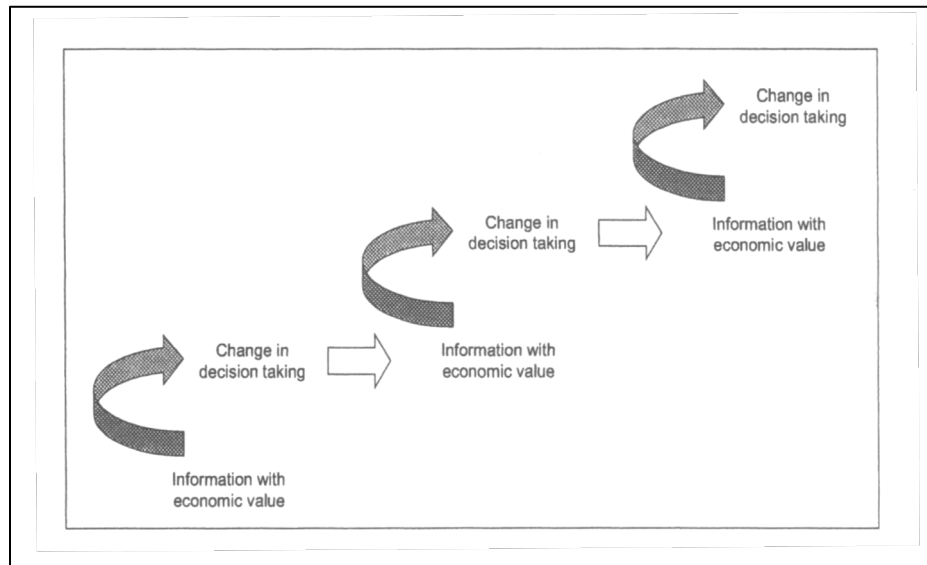 Change in
decision taking
Information with
economic value
Change in
decision taking
Information with
economic value
Change in
decision taking
Information with
economic value